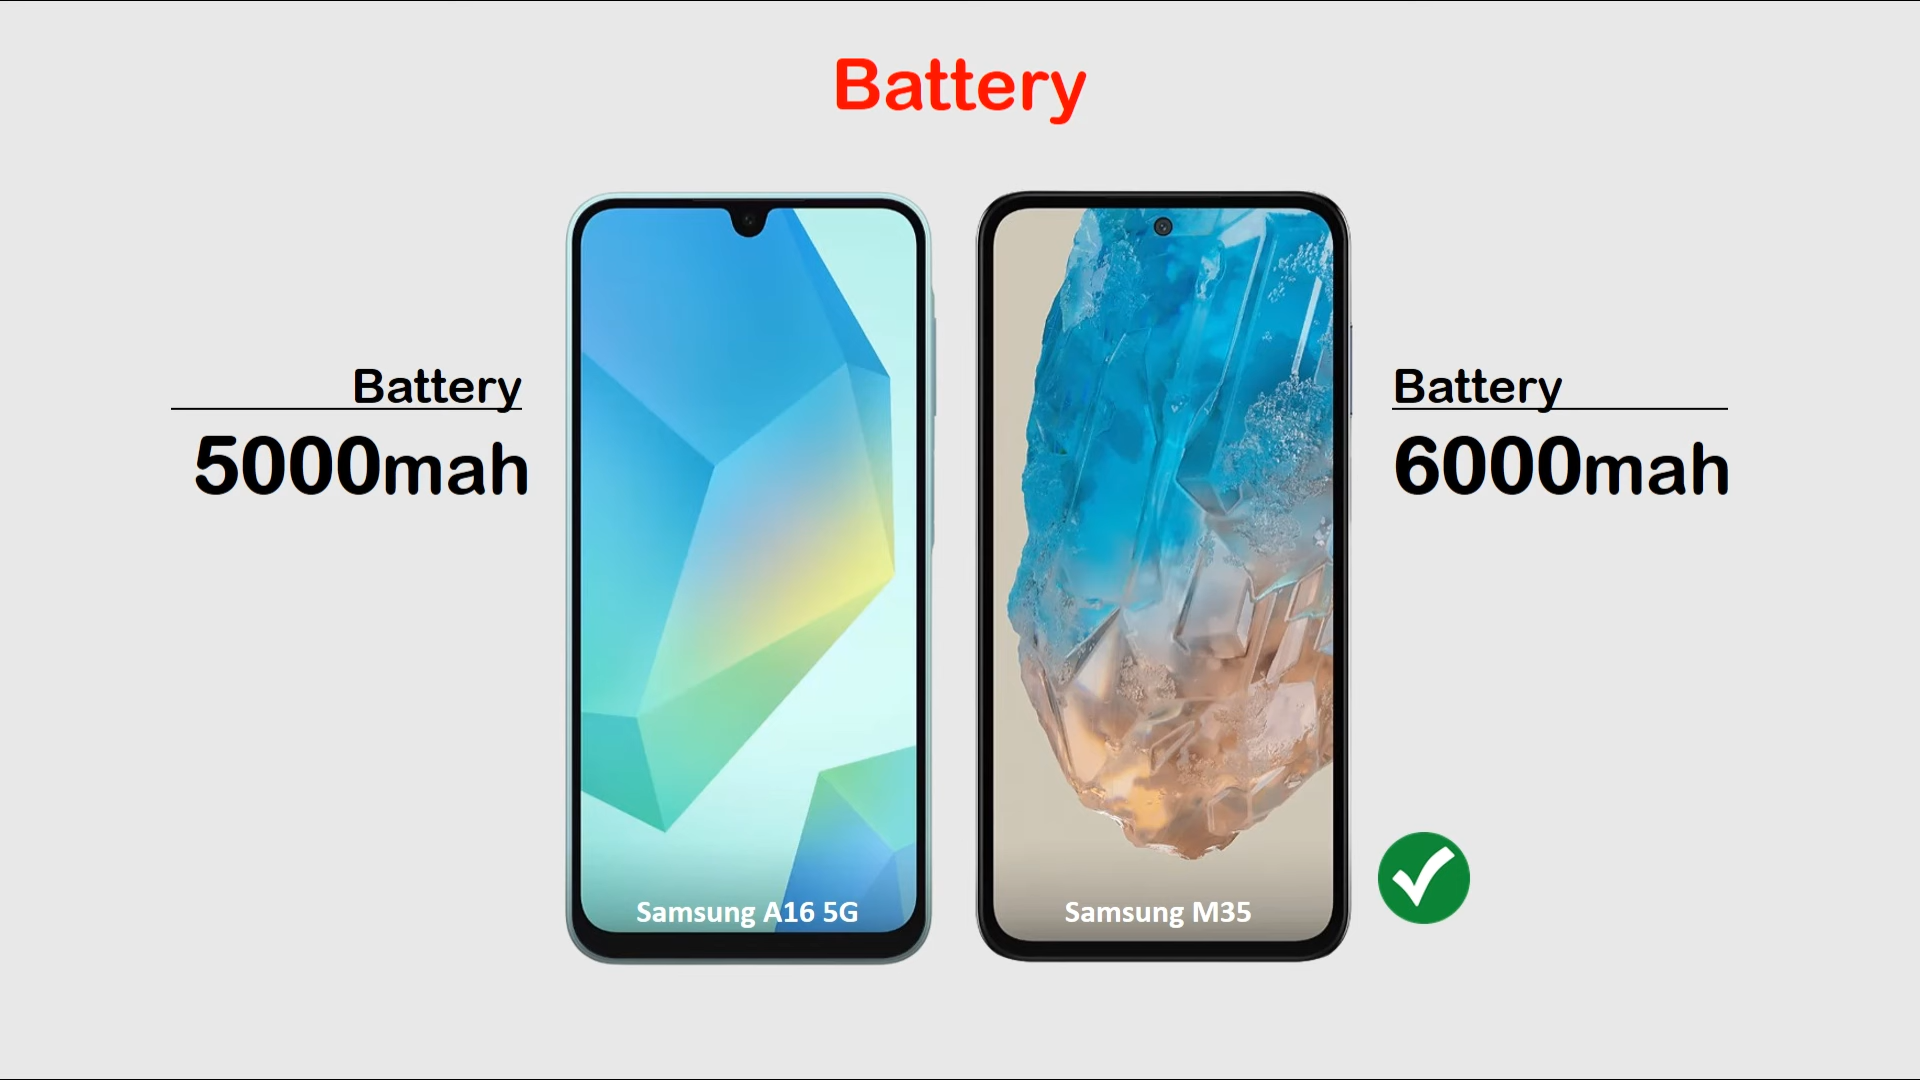 Battery
Battery
5000mah
Battery
6000mah
Samsung A16 5G
Samsung M35